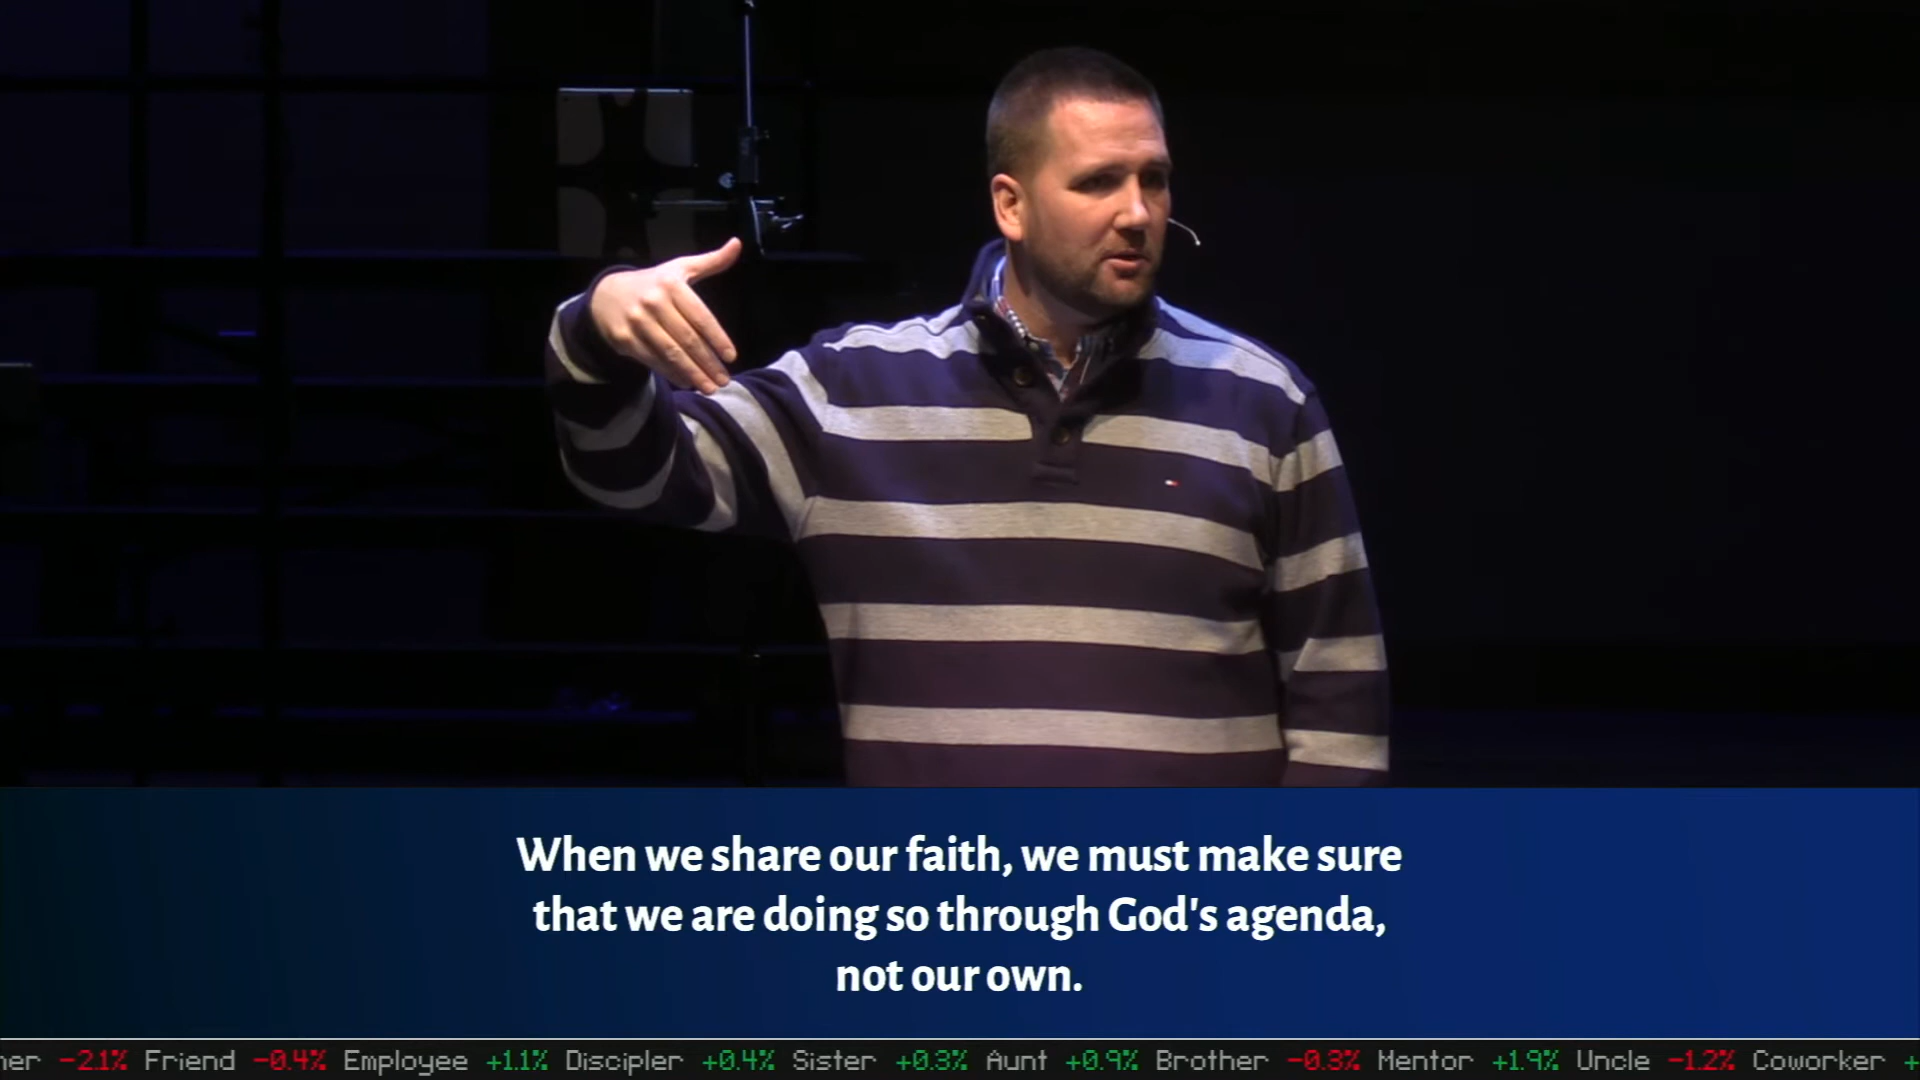 When we share our faith, we must make sure
that we are doing so through God's agenda,
not our own.
her -2.1% Friend -0.4% Employee +1.1% Discipler +0.4% Sister +0.3% Aunt +0.9% Brother -0.3% Mentor +1.9% Uncle -1.2% Coworker +